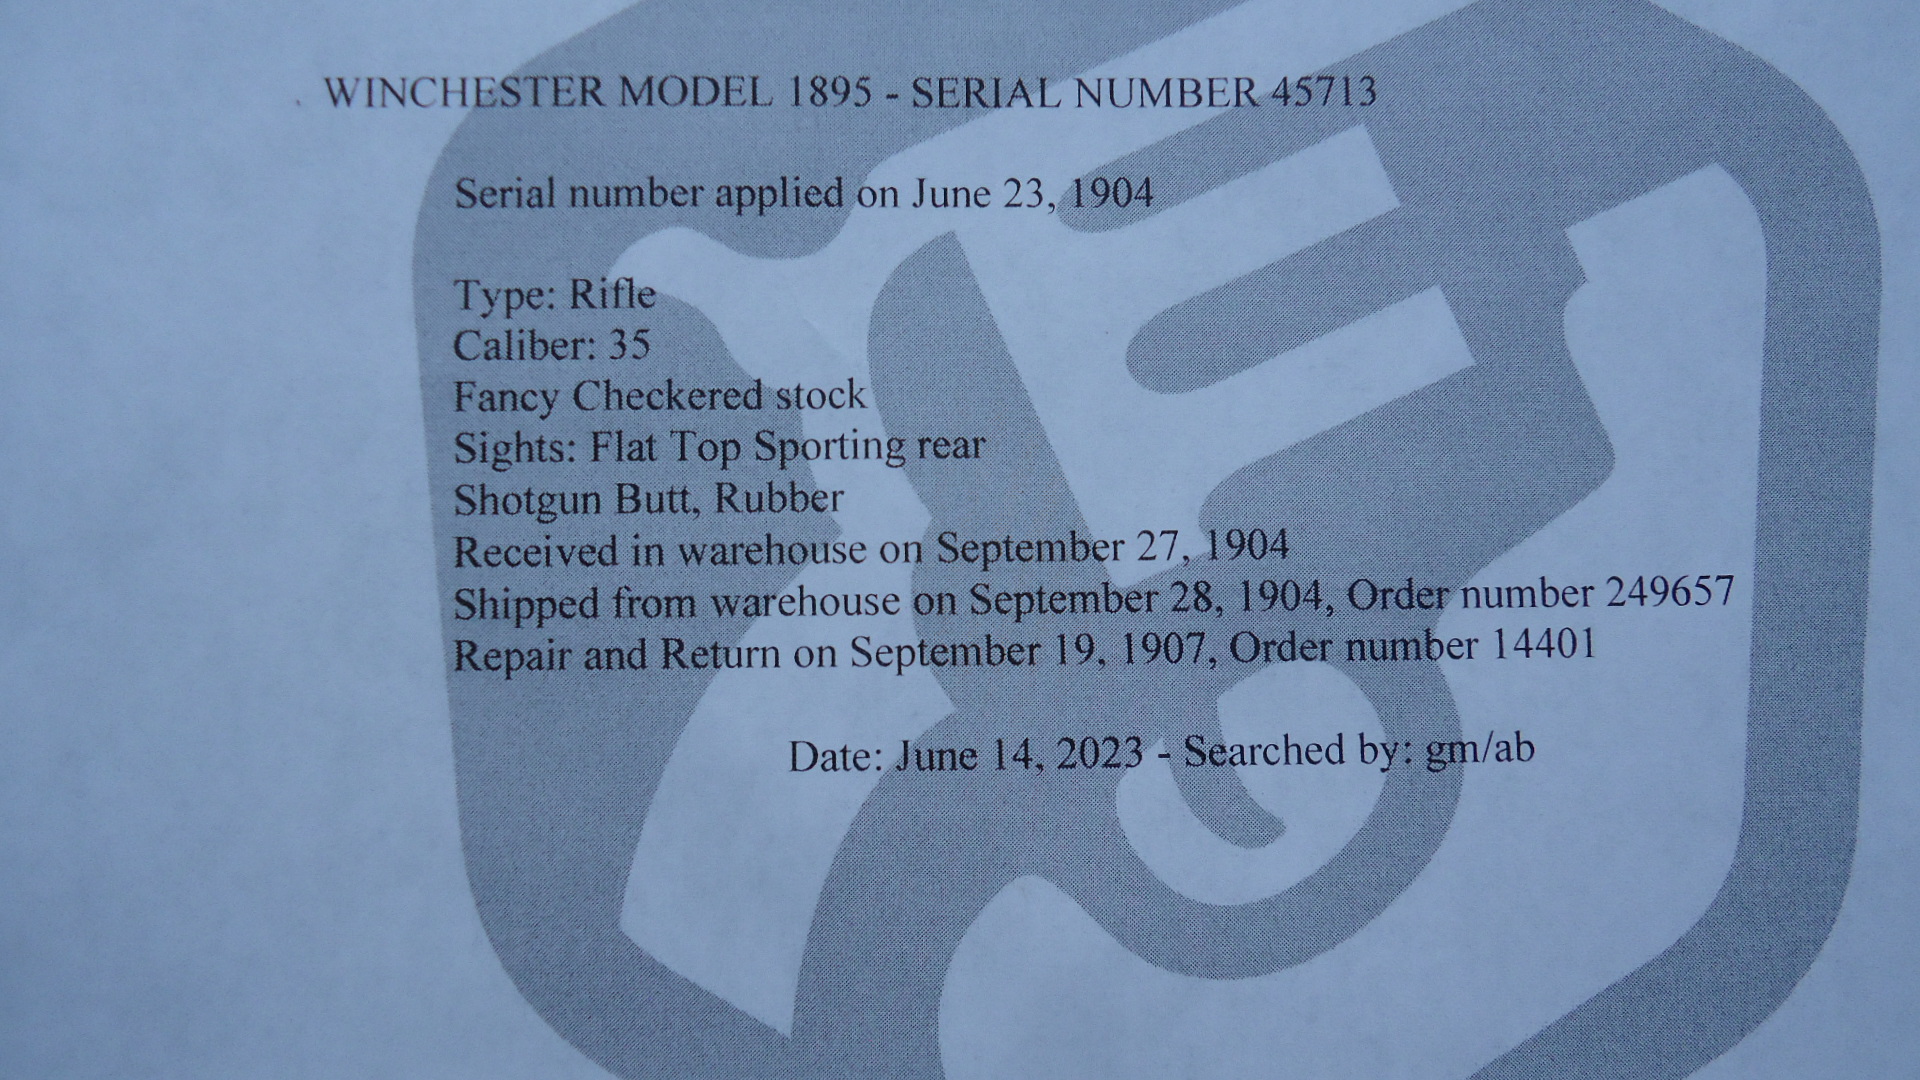 WINCHESTER MODEL 1895 - SERIAL NUMBER 45713
Serial number applied on June 23, 1904
Type: Rifle
Caliber: 35
Fancy Checkered stock
Sights: Flat Top Sporting rear
Shotgun Butt, Rubber
Received in warehouse on September 27, 1904
Shipped from warehouse on September 28, 1904, Order number 249657
Repair and Return on September 19, 1907, Order number 14401
Date: June 14, 2023 - Searched by: gm/ab